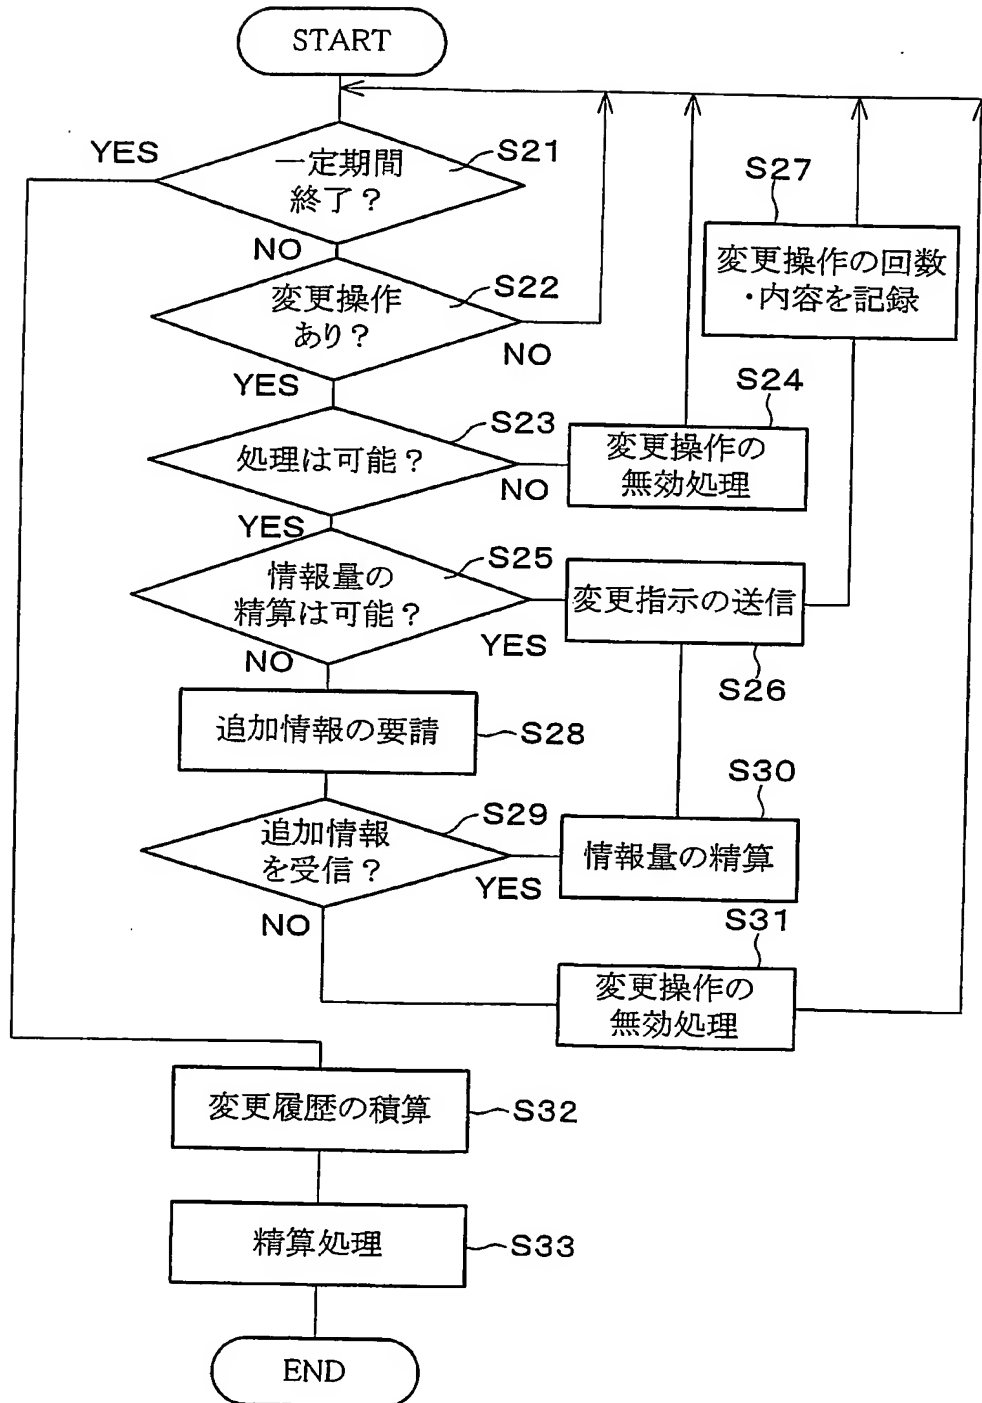 START
YES
一定期間
終了?
S21
NO
S27
変更操作の回数
・内容を記録
変更操作
あり?
S22
NO
YES
S24
処理は可能?
S23
NO
変更操作の
無効処理
YES
情報量の
精算は可能?
S25
YES
変更指示の送信
S26
NO
追加情報の要請
S28
S30
追加情報
を受信?
S29
YES
情報量の精算
NO
S31
変更操作の
無効処理
変更履歴の積算
S32
精算処理
S33
END